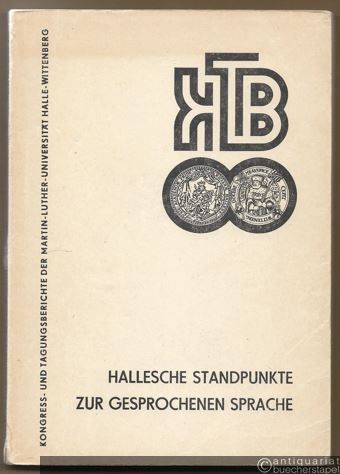 KTB
HALLESCHE STANDPUNKTE
ZUR GESPROCHENEN SPRACHE
KONGRESS- UND TAGUNGSBERICHTE DER MARTIN-LUTHER-UNIVERSITÄT HALLE-WITTENBERG
antiquariat
buecherstapel